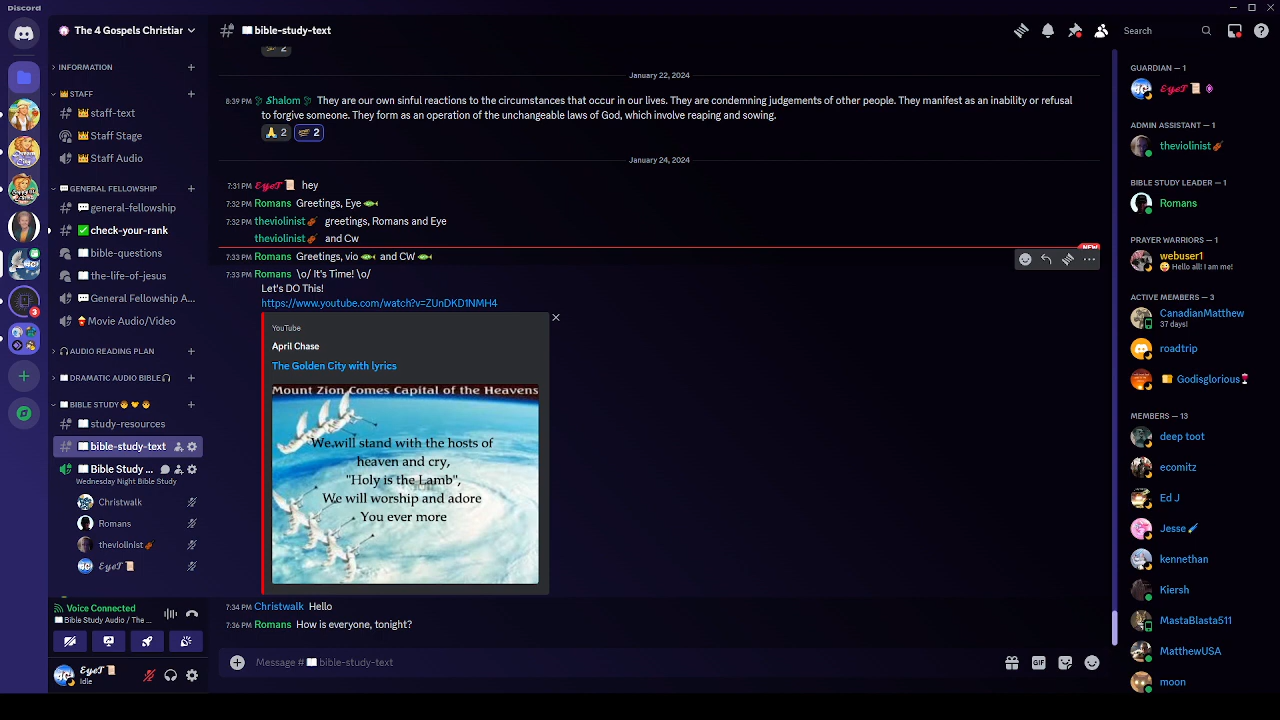 Discord
The 4 Gospels Christiar
bible-study-text
Search
INFORMATION
STAFF
staff-text
Staff Stage
Staff Audio
GENERAL FELLOWSHIP
general-fellowship
check-your-rank
bible-questions
the-life-of-jesus
General Fellowship A...
Movie Audio/Video
AUDIO READING PLAN
DRAMATIC AUDIO BIBLE
BIBLE STUDY
study-resources
bible-study-text
Bible Study ...
Wednesday Night Bible Study
Christwalk
Romans
theviolinist
EyeT
Voice Connected
Bible Study Audio / The ...
EyeT
Idle
3
2
January 22, 2024
8:39 PM Shalom They are our own sinful reactions to the circumstances that occur in our lives. They are condemning judgements of other people. They manifest as an inability or refusal
to forgive someone. They form as an operation of the unchangeable laws of God, which involve reaping and sowing.
2 2
January 24, 2024
7:31 PM EyeT hey
7:32 PM Romans Greetings, Eye
7:32 PM theviolinist greetings, Romans and Eye
theviolinist and Cw
NEW
7:33 PM Romans Greetings, vio and CW
7:33 PM Romans \o/ It's Time! \o/
Let's DO This!
https://www.youtube.com/watch?v=ZUnDKD1NMH4
YouTube
April Chase
The Golden City with lyrics
Mount Zion Comes Capital of the Heavens
We will stand with the hosts of
heaven and cry,
"Holy is the Lamb",
We will worship and adore
You ever more
7:34 PM Christwalk Hello
7:36 PM Romans How is everyone, tonight?
Message # bible-study-text
GIF
GUARDIAN — 1
EyeT
ADMIN ASSISTANT — 1
theviolinist
BIBLE STUDY LEADER — 1
Romans
PRAYER WARRIORS — 1
webuser1
Hello all! I am me!
ACTIVE MEMBERS — 3
CanadianMatthew
37 days!
roadtrip
Godisglorious
MEMBERS — 13
deep toot
ecomitz
Ed J
Jesse
kennethan
Kiersh
MastaBlasta511
MatthewUSA
moon